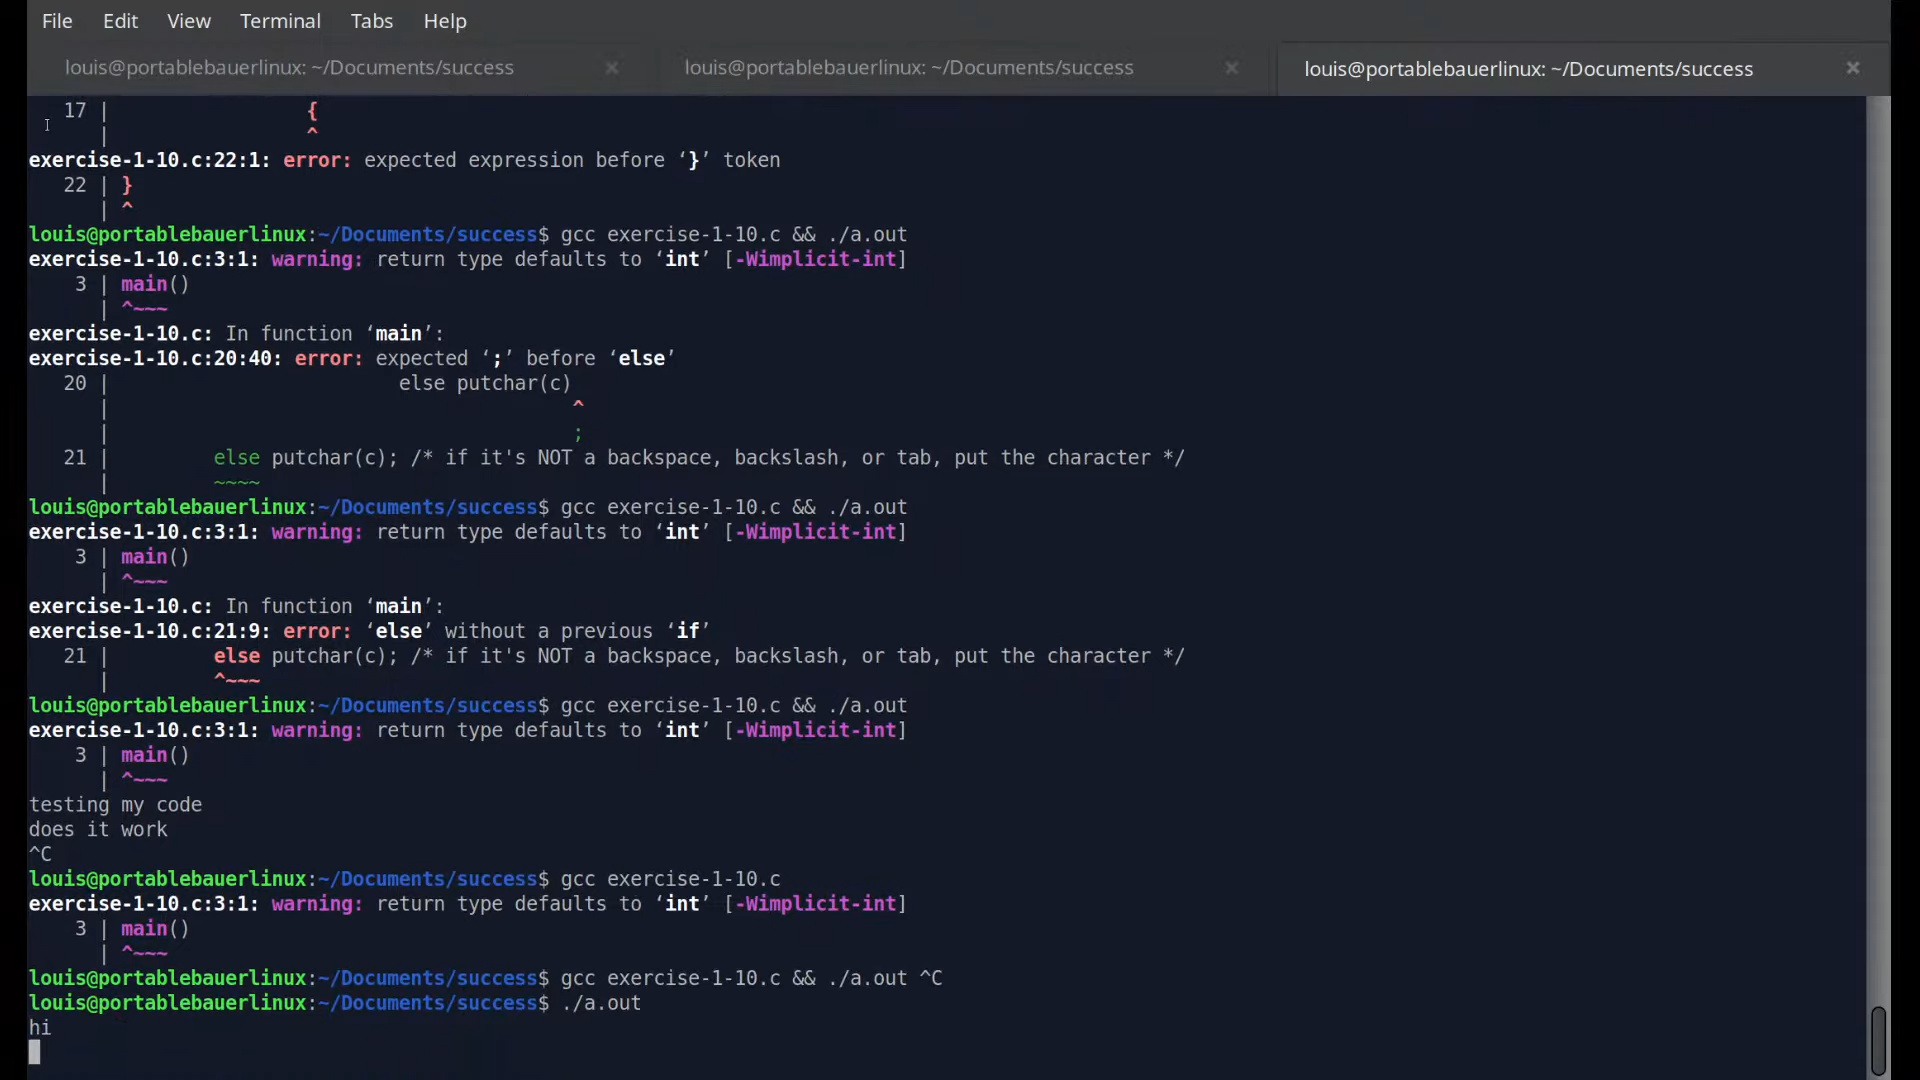 File Edit View Terminal Tabs Help
louis@portablebauerlinux: ~/Documents/success × louis@portablebauerlinux: ~/Documents/success × louis@portablebauerlinux: ~/Documents/success ×
17 | {
| ^
exercise-1-10.c:22:1: error: expected expression before ‘}’ token
22 | }
| ^
louis@portablebauerlinux:~/Documents/success$ gcc exercise-1-10.c && ./a.out
exercise-1-10.c:3:1: warning: return type defaults to ‘int’ [-Wimplicit-int]
3 | main()
| ^~~~
exercise-1-10.c: In function ‘main’:
exercise-1-10.c:20:40: error: expected ‘;’ before ‘else’
20 | else putchar(c)
| ^
| ;
21 | else putchar(c); /* if it's NOT a backspace, backslash, or tab, put the character */
| ~~~~
louis@portablebauerlinux:~/Documents/success$ gcc exercise-1-10.c && ./a.out
exercise-1-10.c:3:1: warning: return type defaults to ‘int’ [-Wimplicit-int]
3 | main()
| ^~~~
exercise-1-10.c: In function ‘main’:
exercise-1-10.c:21:9: error: ‘else’ without a previous ‘if’
21 | else putchar(c); /* if it's NOT a backspace, backslash, or tab, put the character */
| ^~~~
louis@portablebauerlinux:~/Documents/success$ gcc exercise-1-10.c && ./a.out
exercise-1-10.c:3:1: warning: return type defaults to ‘int’ [-Wimplicit-int]
3 | main()
| ^~~~
testing my code
does it work
^C
louis@portablebauerlinux:~/Documents/success$ gcc exercise-1-10.c
exercise-1-10.c:3:1: warning: return type defaults to ‘int’ [-Wimplicit-int]
3 | main()
| ^~~~
louis@portablebauerlinux:~/Documents/success$ gcc exercise-1-10.c && ./a.out ^C
louis@portablebauerlinux:~/Documents/success$ ./a.out
hi